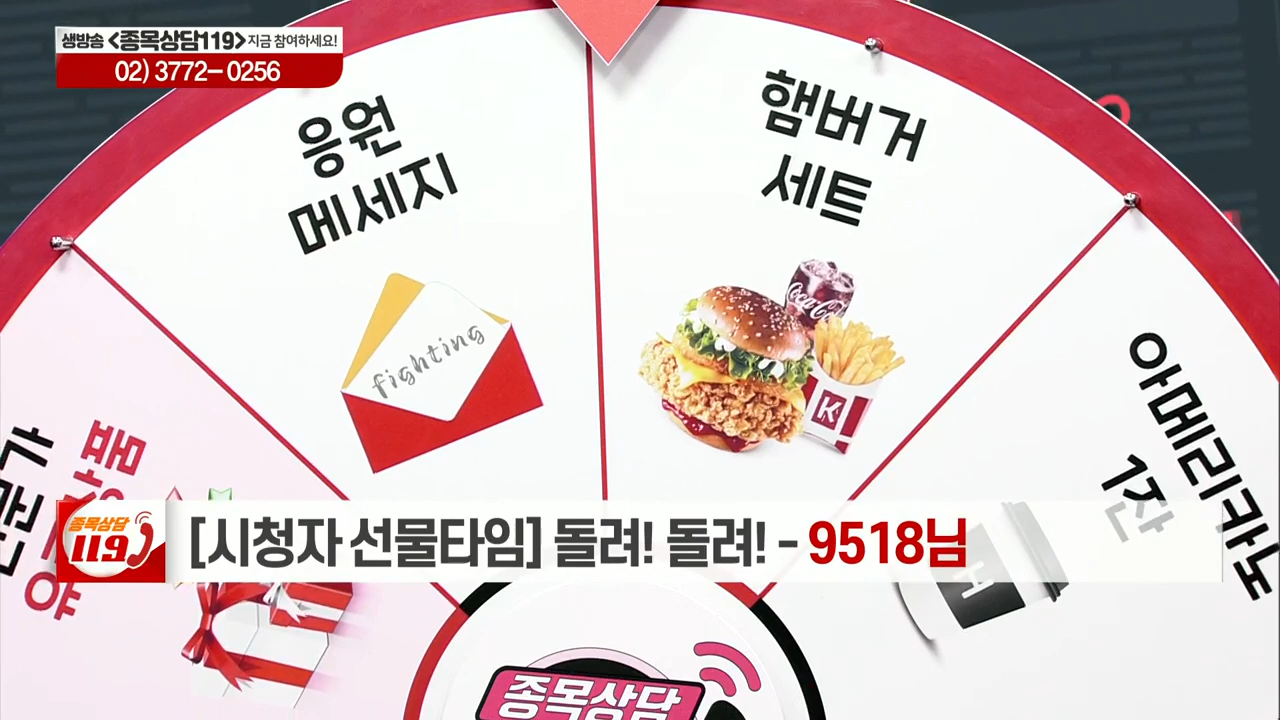 생방송 <종목상담119> 지금 참여하세요!
02) 3772-0256
응원
메세지
햄버거
세트
fighting
Coca-Cola
K
아메리카노
1잔
종목상담
119
[시청자 선물타임] 돌려! 돌려! - 9518님
종목상담